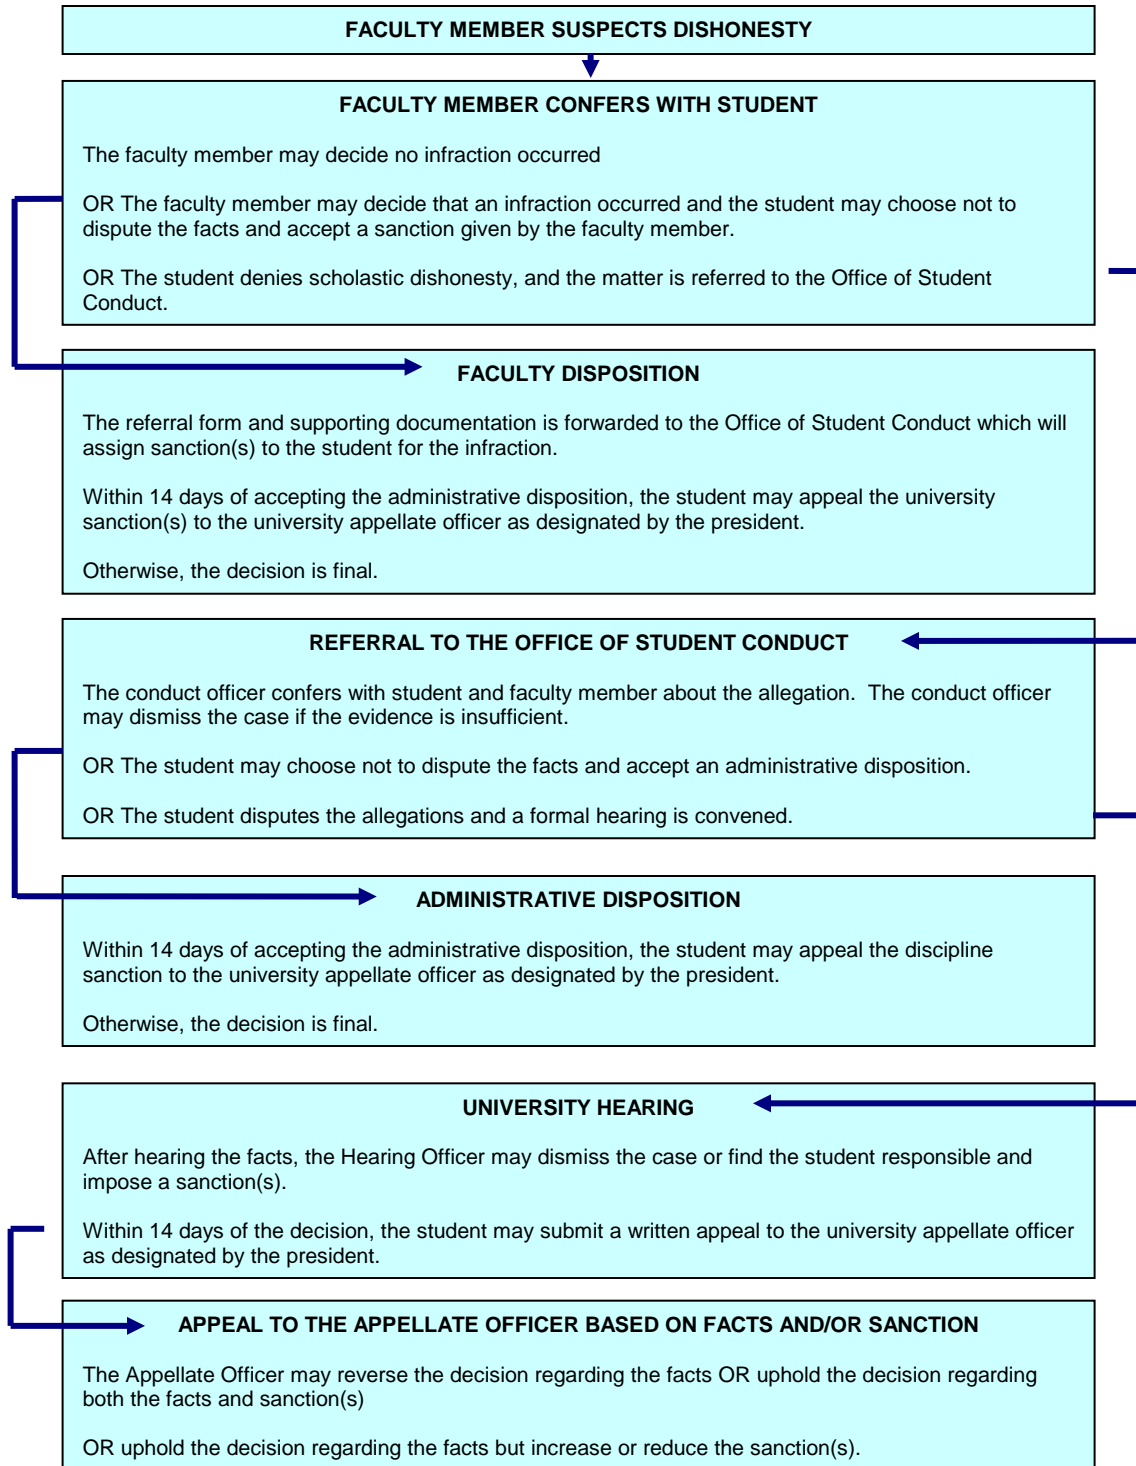 FACULTY MEMBER SUSPECTS DISHONESTY
FACULTY MEMBER CONFERS WITH STUDENT
The faculty member may decide no infraction occurred
OR The faculty member may decide that an infraction occurred and the student may choose not to
dispute the facts and accept a sanction given by the faculty member.
OR The student denies scholastic dishonesty, and the matter is referred to the Office of Student
Conduct.
FACULTY DISPOSITION
The referral form and supporting documentation is forwarded to the Office of Student Conduct which will
assign sanction(s) to the student for the infraction.
Within 14 days of accepting the administrative disposition, the student may appeal the university
sanction(s) to the university appellate officer as designated by the president.
Otherwise, the decision is final.
REFERRAL TO THE OFFICE OF STUDENT CONDUCT
The conduct officer confers with student and faculty member about the allegation.  The conduct officer
may dismiss the case if the evidence is insufficient.
OR The student may choose not to dispute the facts and accept an administrative disposition.
OR The student disputes the allegations and a formal hearing is convened.
ADMINISTRATIVE DISPOSITION
Within 14 days of accepting the administrative disposition, the student may appeal the discipline
sanction to the university appellate officer as designated by the president.
Otherwise, the decision is final.
UNIVERSITY HEARING
After hearing the facts, the Hearing Officer may dismiss the case or find the student responsible and
impose a sanction(s).
Within 14 days of the decision, the student may submit a written appeal to the university appellate officer
as designated by the president.
APPEAL TO THE APPELLATE OFFICER BASED ON FACTS AND/OR SANCTION
The Appellate Officer may reverse the decision regarding the facts OR uphold the decision regarding
both the facts and sanction(s)
OR uphold the decision regarding the facts but increase or reduce the sanction(s).